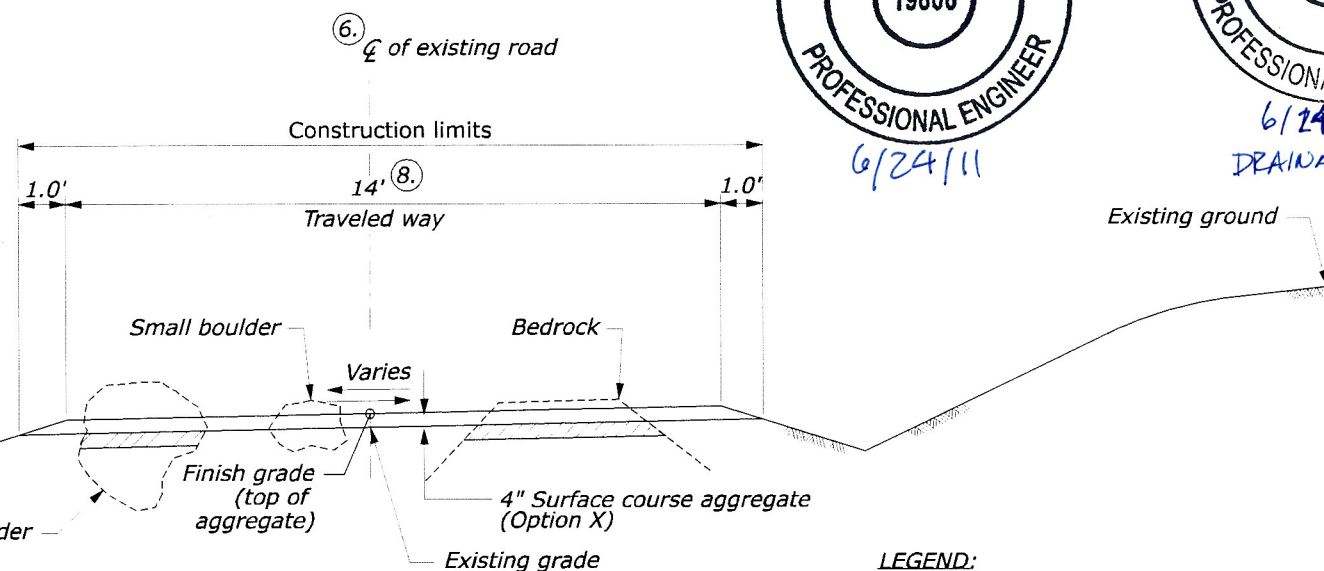 6.
℄ of existing road
PROFESSIONAL ENGINEER
6/24/11
Construction limits
1.0'
14'
8.
1.0'
Traveled way
Existing ground
Small boulder
Bedrock
Varies
Finish grade
(top of
aggregate)
4" Surface course aggregate
(Option X)
Existing grade
LEGEND: